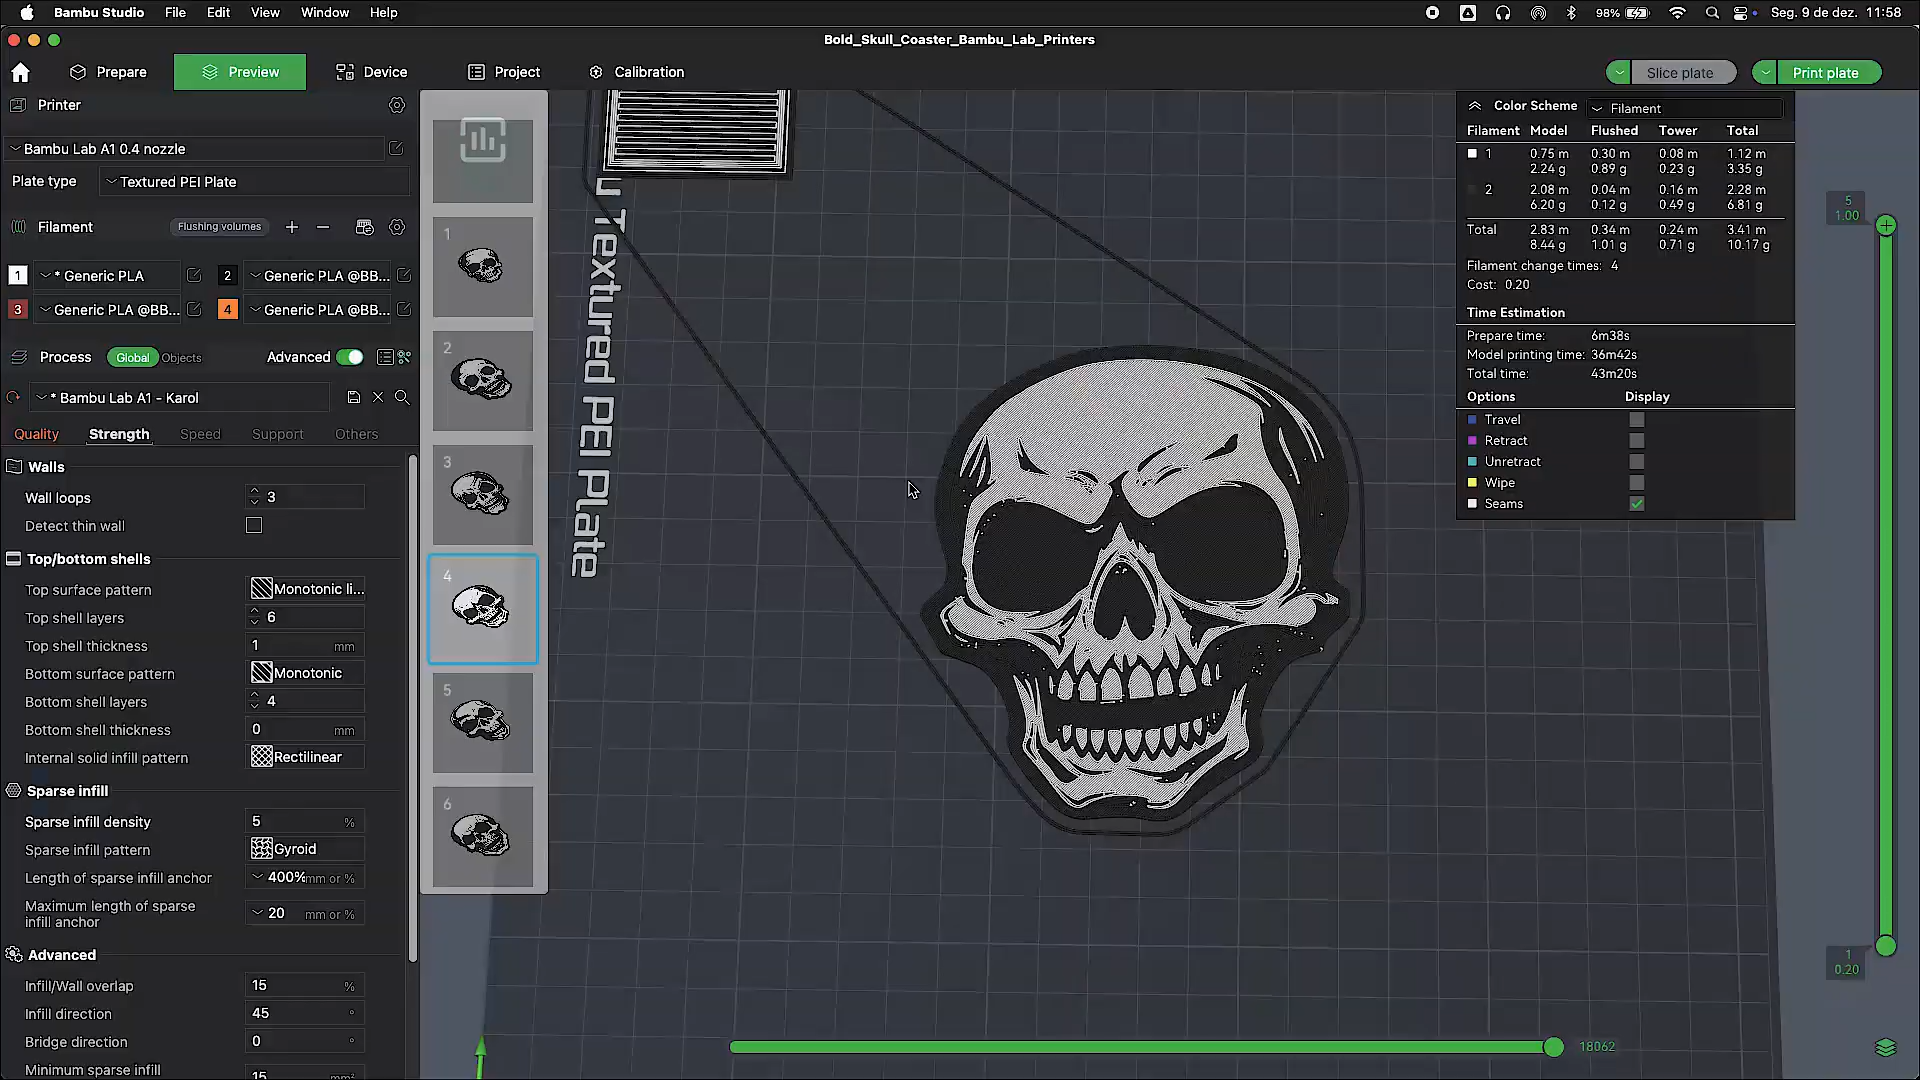 Bambu Studio File Edit View Window Help 98% Seg. 9 de dez. 11:58
Bold_Skull_Coaster_Bambu_Lab_Printers
Prepare Preview Device Project Calibration Slice plate Print plate
Printer
Bambu Lab A1 0.4 nozzle
Plate type Textured PEI Plate
Filament Flushing volumes
1 * Generic PLA 2 Generic PLA @BB...
3 Generic PLA @BB... 4 Generic PLA @BB...
Process Global Objects Advanced
* Bambu Lab A1 - Karol
Quality Strength Speed Support Others
Walls
Wall loops 3
Detect thin wall
Top/bottom shells
Top surface pattern Monotonic li...
Top shell layers 6
Top shell thickness 1 mm
Bottom surface pattern Monotonic
Bottom shell layers 4
Bottom shell thickness 0 mm
Internal solid infill pattern Rectilinear
Sparse infill
Sparse infill density 5 %
Sparse infill pattern Gyroid
Length of sparse infill anchor 400% mm or %
Maximum length of sparse
infill anchor 20 mm or %
Advanced
Infill/Wall overlap 15 %
Infill direction 45 °
Bridge direction 0 °
Minimum sparse infill 15 mm²
1
2
3
4
5
6
Textured PEI Plate
Color Scheme Filament
Filament Model Flushed Tower Total
1 0.75 m 0.30 m 0.08 m 1.12 m
2.24 g 0.89 g 0.23 g 3.35 g
2 2.08 m 0.04 m 0.16 m 2.28 m
6.20 g 0.12 g 0.49 g 6.81 g
Total 2.83 m 0.34 m 0.24 m 3.41 m
8.44 g 1.01 g 0.71 g 10.17 g
Filament change times: 4
Cost: 0.20
Time Estimation
Prepare time: 6m38s
Model printing time: 36m42s
Total time: 43m20s
Options Display
Travel
Retract
Unretract
Wipe
Seams
5
1.00
1
0.20
18062